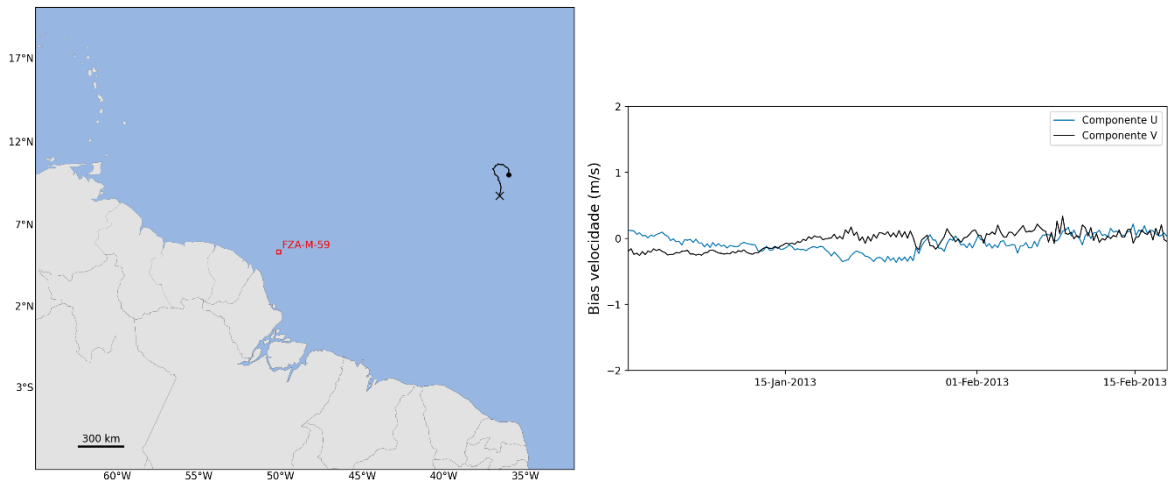 17°N
12°N
7°N
2°N
3°S
FZA-M-59
300 km
60°W
55°W
50°W
45°W
40°W
35°W
Bias velocidade (m/s)
2
1
0
−1
−2
Componente U
Componente V
15-Jan-2013
01-Feb-2013
15-Feb-2013